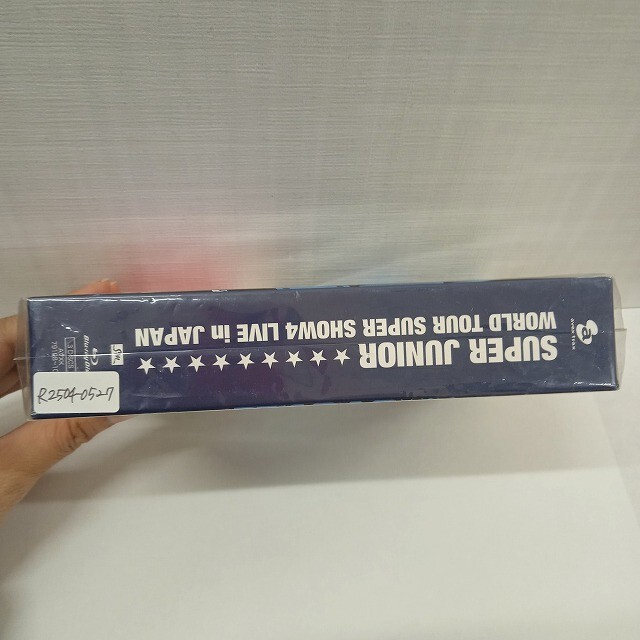 SUPER JUNIOR ★★★★★★★★★
WORLD TOUR SUPER SHOW4 LIVE in JAPAN
R2504-0527